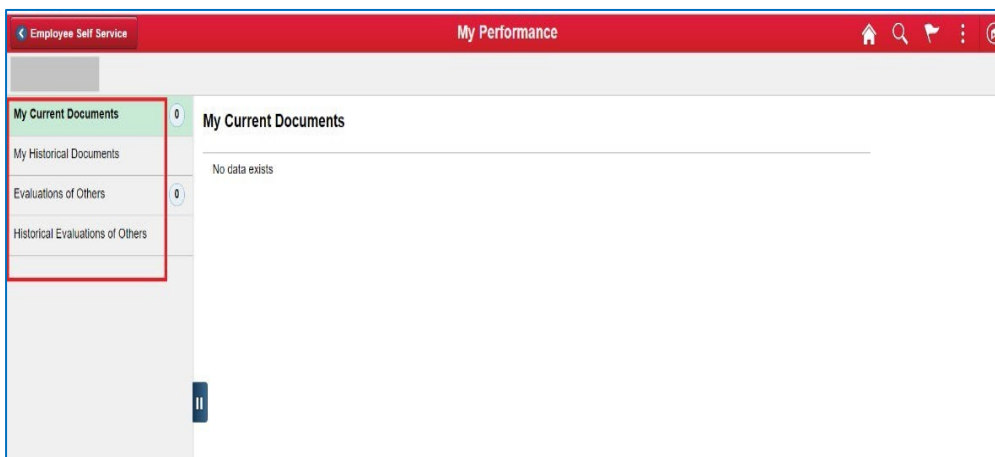 Employee Self Service
My Performance
My Current Documents 0
My Historical Documents
Evaluations of Others 0
Historical Evaluations of Others
My Current Documents
No data exists